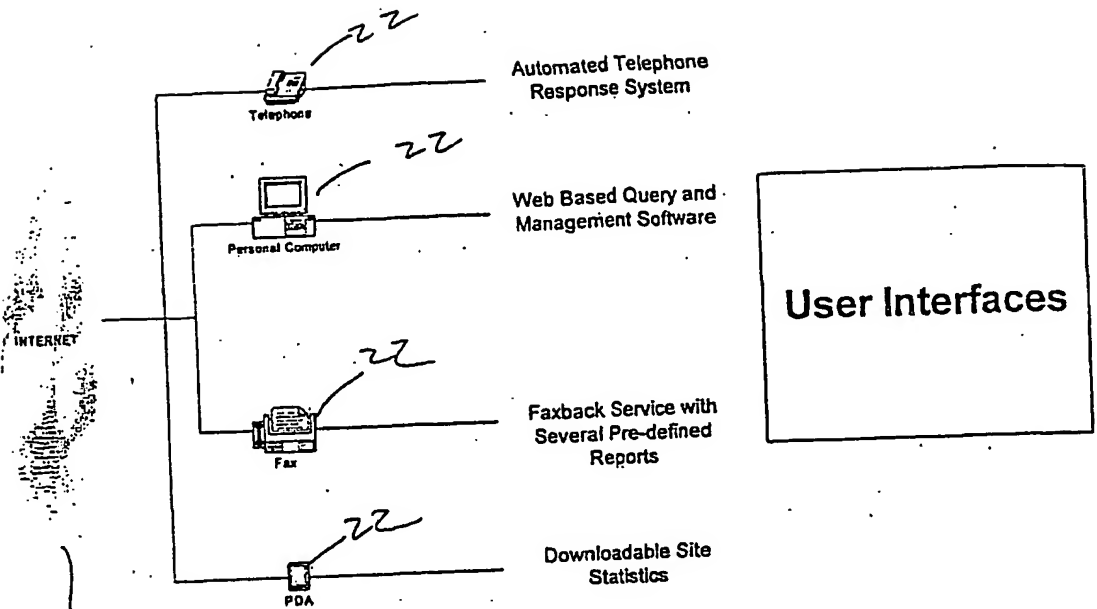 22
Telephone
Automated Telephone
Response System
22
Personal Computer
Web Based Query and
Management Software
User Interfaces
INTERNET
22
Fax
Faxback Service with
Several Pre-defined
Reports
22
PDA
Downloadable Site
Statistics